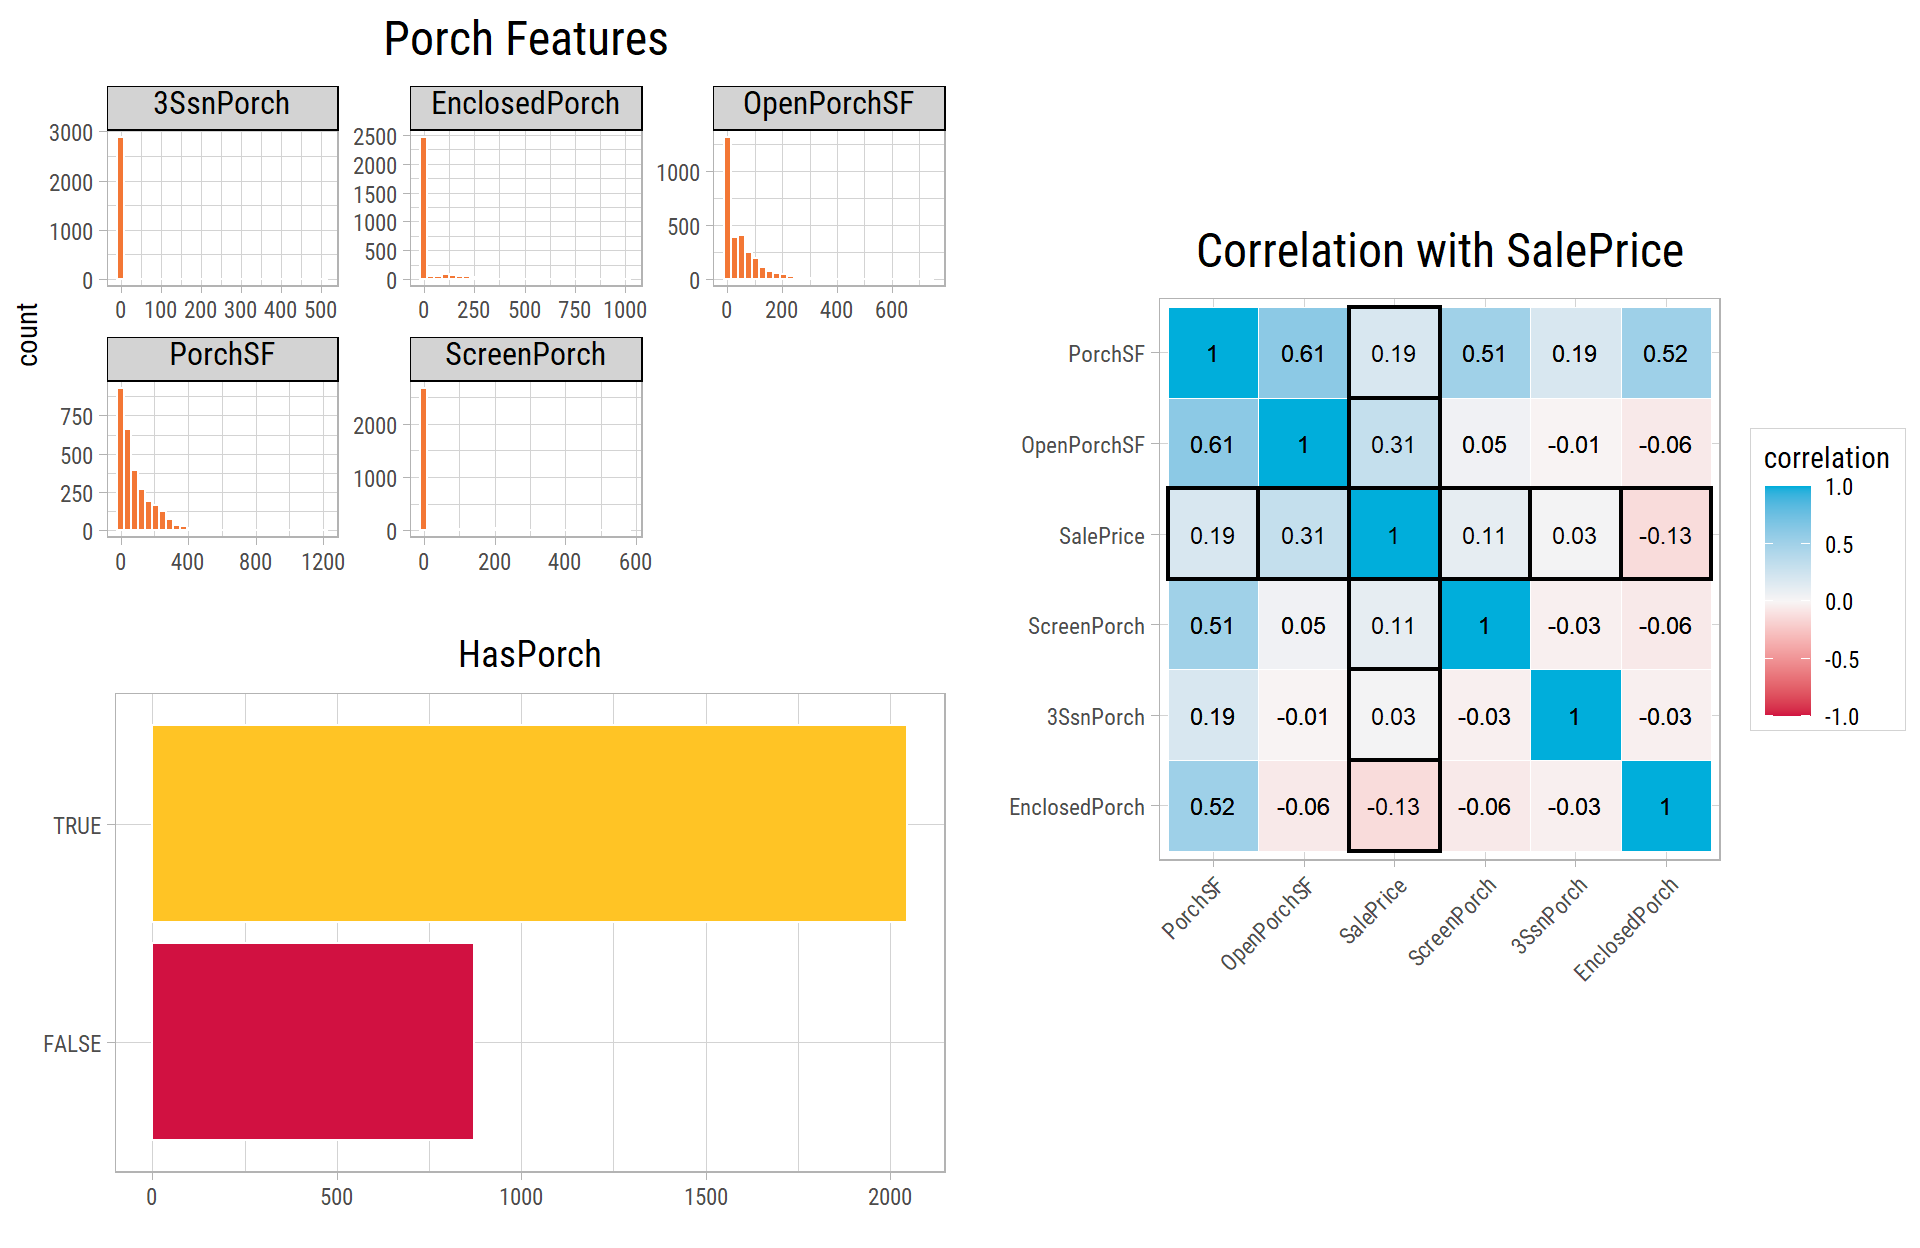 Porch Features
3SsnPorch
EnclosedPorch
OpenPorchSF
3000
2000
1000
0
0 100 200 300 400 500
2500
2000
1500
1000
500
0
0 250 500 750 1000
1000
500
0
0 200 400 600
count
PorchSF
ScreenPorch
750
500
250
0
0 400 800 1200
2000
1000
0
0 200 400 600
HasPorch
TRUE
FALSE
0 500 1000 1500 2000
Correlation with SalePrice
PorchSF 1 0.61 0.19 0.51 0.19 0.52
OpenPorchSF 0.61 1 0.31 0.05 -0.01 -0.06
SalePrice 0.19 0.31 1 0.11 0.03 -0.13
ScreenPorch 0.51 0.05 0.11 1 -0.03 -0.06
3SsnPorch 0.19 -0.01 0.03 -0.03 1 -0.03
EnclosedPorch 0.52 -0.06 -0.13 -0.06 -0.03 1
PorchSF
OpenPorchSF
SalePrice
ScreenPorch
3SsnPorch
EnclosedPorch
correlation
1.0
0.5
0.0
-0.5
-1.0